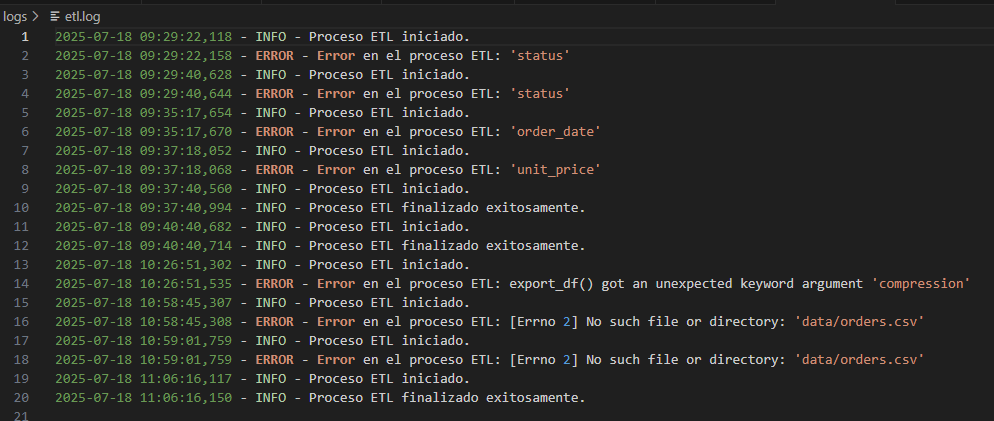 logs > etl.log
1 2025-07-18 09:29:22,118 - INFO - Proceso ETL iniciado.
2 2025-07-18 09:29:22,158 - ERROR - Error en el proceso ETL: 'status'
3 2025-07-18 09:29:40,628 - INFO - Proceso ETL iniciado.
4 2025-07-18 09:29:40,644 - ERROR - Error en el proceso ETL: 'status'
5 2025-07-18 09:35:17,654 - INFO - Proceso ETL iniciado.
6 2025-07-18 09:35:17,670 - ERROR - Error en el proceso ETL: 'order_date'
7 2025-07-18 09:37:18,052 - INFO - Proceso ETL iniciado.
8 2025-07-18 09:37:18,068 - ERROR - Error en el proceso ETL: 'unit_price'
9 2025-07-18 09:37:40,560 - INFO - Proceso ETL iniciado.
10 2025-07-18 09:37:40,994 - INFO - Proceso ETL finalizado exitosamente.
11 2025-07-18 09:40:40,682 - INFO - Proceso ETL iniciado.
12 2025-07-18 09:40:40,714 - INFO - Proceso ETL finalizado exitosamente.
13 2025-07-18 10:26:51,302 - INFO - Proceso ETL iniciado.
14 2025-07-18 10:26:51,535 - ERROR - Error en el proceso ETL: export_df() got an unexpected keyword argument 'compression'
15 2025-07-18 10:58:45,307 - INFO - Proceso ETL iniciado.
16 2025-07-18 10:58:45,308 - ERROR - Error en el proceso ETL: [Errno 2] No such file or directory: 'data/orders.csv'
17 2025-07-18 10:59:01,759 - INFO - Proceso ETL iniciado.
18 2025-07-18 10:59:01,759 - ERROR - Error en el proceso ETL: [Errno 2] No such file or directory: 'data/orders.csv'
19 2025-07-18 11:06:16,117 - INFO - Proceso ETL iniciado.
20 2025-07-18 11:06:16,150 - INFO - Proceso ETL finalizado exitosamente.
21